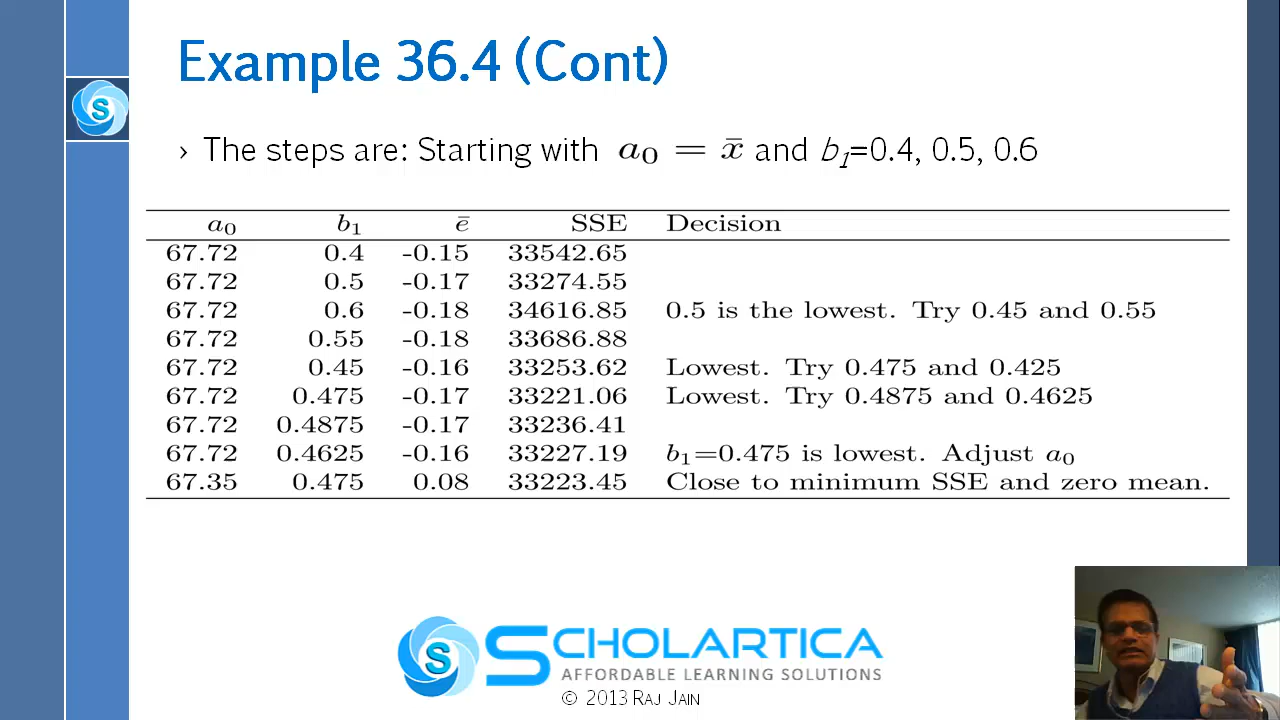 Example 36.4 (Cont)
› The steps are: Starting with a₀ = x̄ and b₁=0.4, 0.5, 0.6
a₀ b₁ ē SSE Decision
67.72 0.4 -0.15 33542.65
67.72 0.5 -0.17 33274.55
67.72 0.6 -0.18 34616.85 0.5 is the lowest. Try 0.45 and 0.55
67.72 0.55 -0.18 33686.88
67.72 0.45 -0.16 33253.62 Lowest. Try 0.475 and 0.425
67.72 0.475 -0.17 33221.06 Lowest. Try 0.4875 and 0.4625
67.72 0.4875 -0.17 33236.41
67.72 0.4625 -0.16 33227.19 b₁=0.475 is lowest. Adjust a₀
67.35 0.475 0.08 33223.45 Close to minimum SSE and zero mean.
S
S SCHOLARTICA
AFFORDABLE LEARNING SOLUTIONS
© 2013 RAJ JAIN